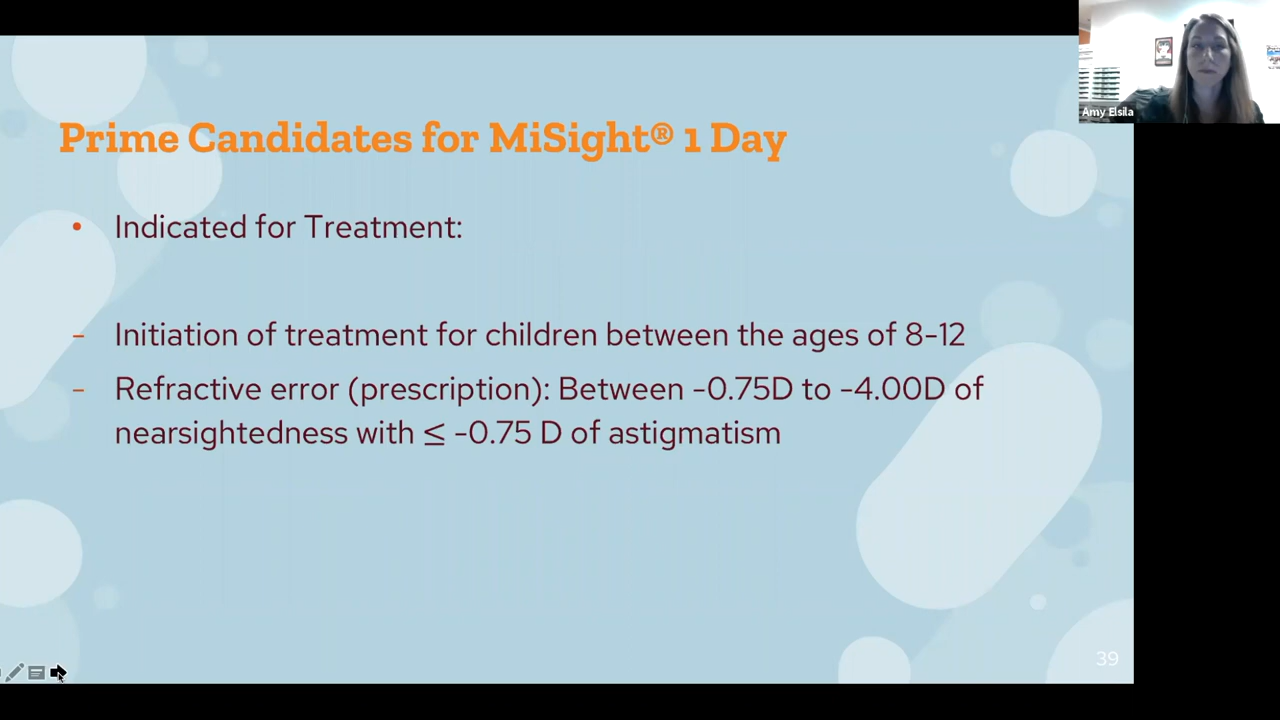 Amy Elsila
Prime Candidates for MiSight® 1 Day
• Indicated for Treatment:
- Initiation of treatment for children between the ages of 8-12
- Refractive error (prescription): Between -0.75D to -4.00D of
nearsightedness with ≤ -0.75 D of astigmatism
39